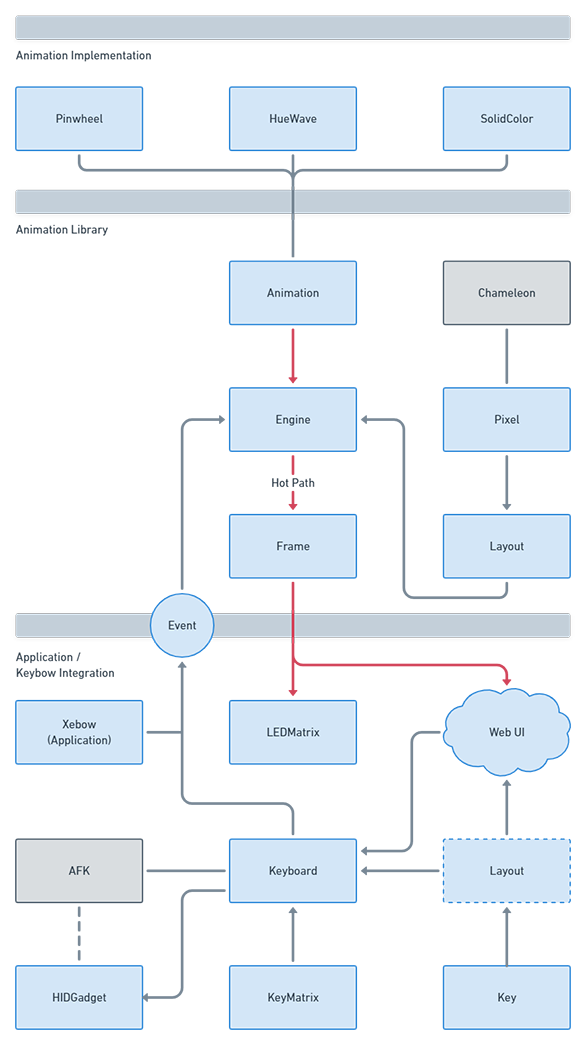 Animation Implementation
Pinwheel
HueWave
SolidColor
Animation Library
Animation
Chameleon
Engine
Pixel
Hot Path
Frame
Layout
Event
Application /
Keybow Integration
Xebow
(Application)
LEDMatrix
Web UI
AFK
Keyboard
Layout
HIDGadget
KeyMatrix
Key